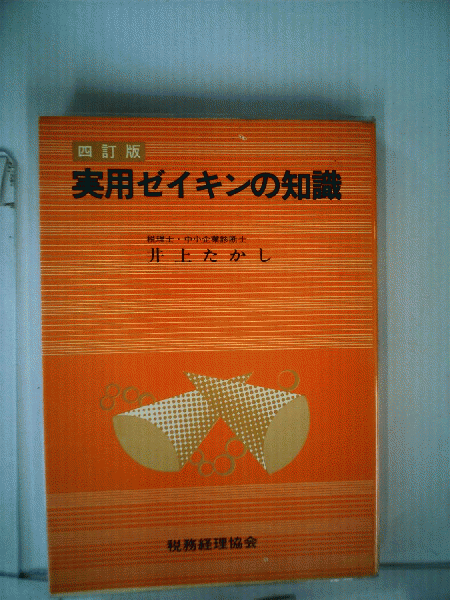 四訂版
実用ゼイキンの知識
税理士・中小企業診断士
井上たかし
税務経理協会